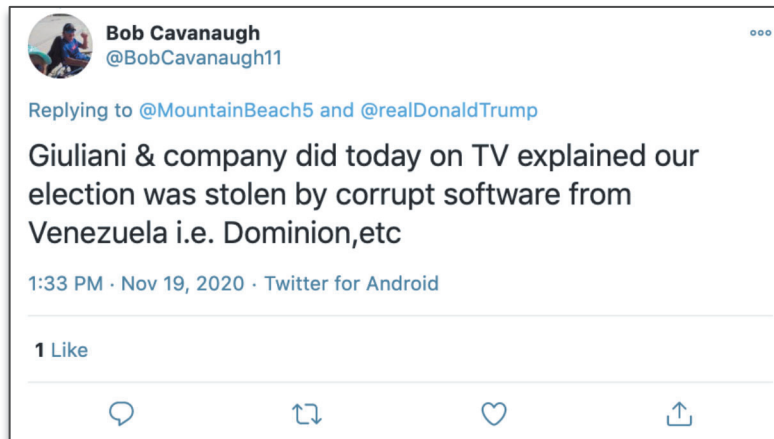 Bob Cavanaugh
@BobCavanaugh11
Replying to @MountainBeach5 and @realDonaldTrump
Giuliani & company did today on TV explained our
election was stolen by corrupt software from
Venezuela i.e. Dominion,etc
1:33 PM · Nov 19, 2020 · Twitter for Android
1 Like